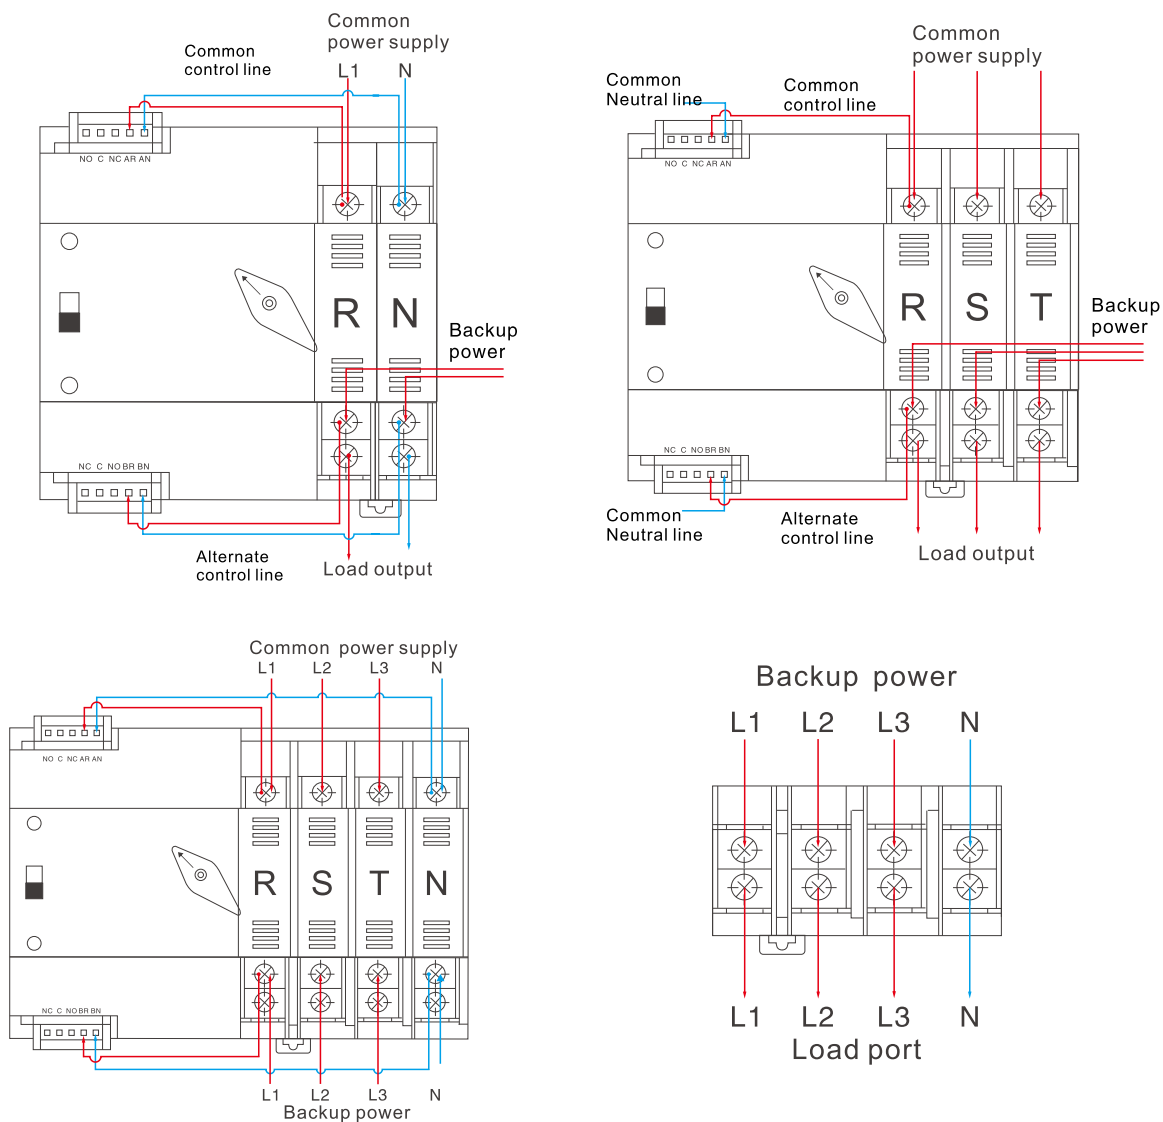 Common
power supply
L1 N
Common
control line
NO C NC AR AN
R N
Backup
power
NC C NO BR BN
Alternate
control line
Load output
Common
power supply
Common
Neutral line
Common
control line
NO C NC AR AN
R S T
Backup
power
NC C NO BR BN
Common
Neutral line
Alternate
control line
Load output
Common power supply
L1 L2 L3 N
NO C NC AR AN
R S T N
NC C NO BR BN
L1 L2 L3 N
Backup power
Backup power
L1 L2 L3 N
L1 L2 L3 N
Load port